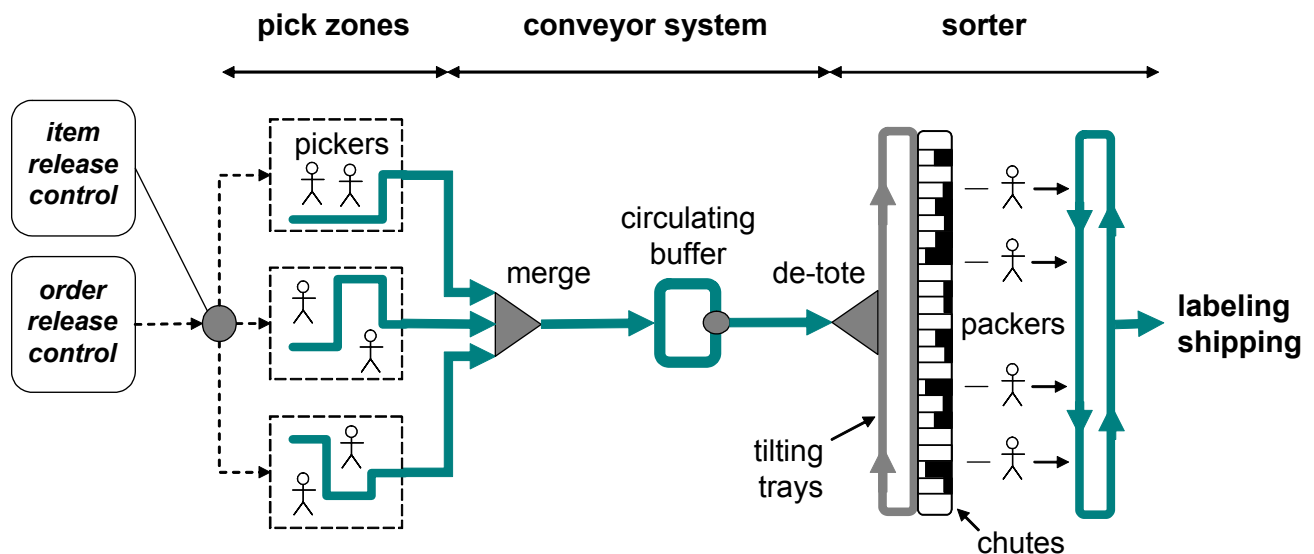 pick zones
conveyor system
sorter
item
release
control
order
release
control
pickers
merge
circulating
buffer
de-tote
tilting
trays
packers
chutes
labeling
shipping